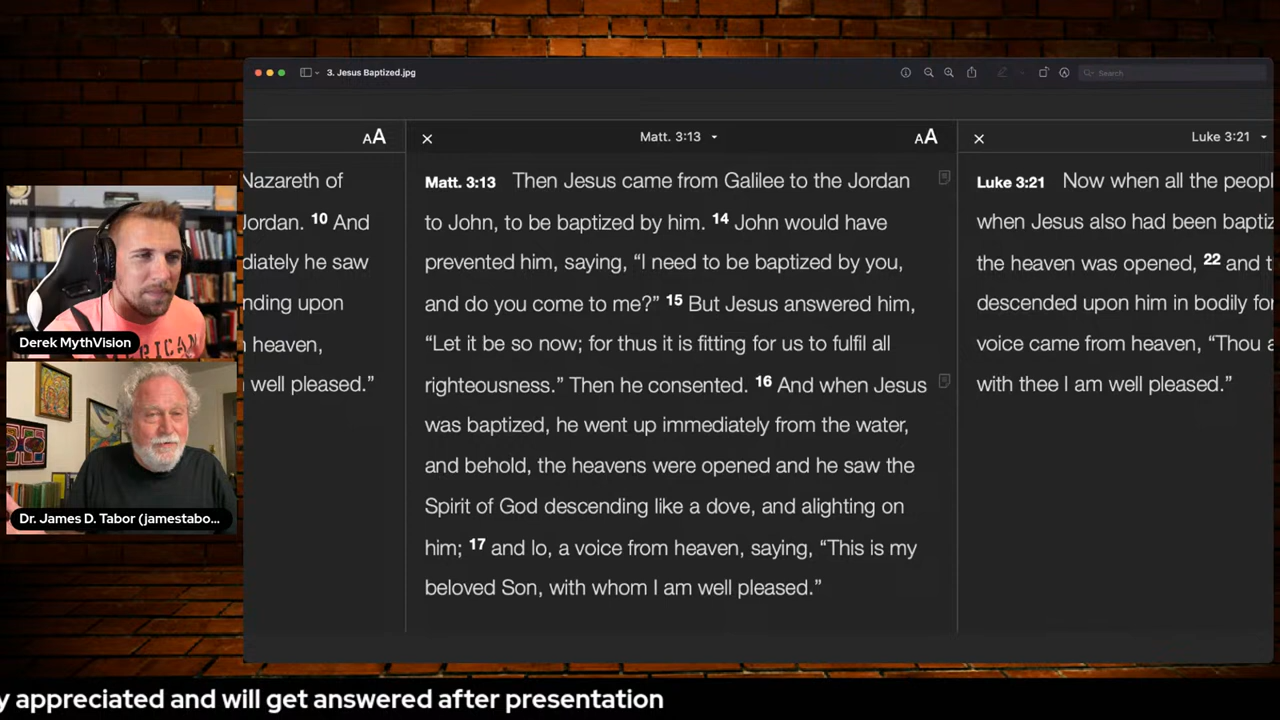 3. Jesus Baptized.jpg
Search
AA
Nazareth of
Jordan. 10 And
diately he saw
nding upon
heaven,
well pleased.”
Matt. 3:13
AA
Matt. 3:13 Then Jesus came from Galilee to the Jordan
to John, to be baptized by him. 14 John would have
prevented him, saying, “I need to be baptized by you,
and do you come to me?” 15 But Jesus answered him,
“Let it be so now; for thus it is fitting for us to fulfil all
righteousness.” Then he consented. 16 And when Jesus
was baptized, he went up immediately from the water,
and behold, the heavens were opened and he saw the
Spirit of God descending like a dove, and alighting on
him; 17 and lo, a voice from heaven, saying, “This is my
beloved Son, with whom I am well pleased.”
Luke 3:21
Luke 3:21 Now when all the peopl
when Jesus also had been baptiz
the heaven was opened, 22 and t
descended upon him in bodily for
voice came from heaven, “Thou a
with thee I am well pleased.”
Derek MythVision
Dr. James D. Tabor (jamestabo...
y appreciated and will get answered after presentation